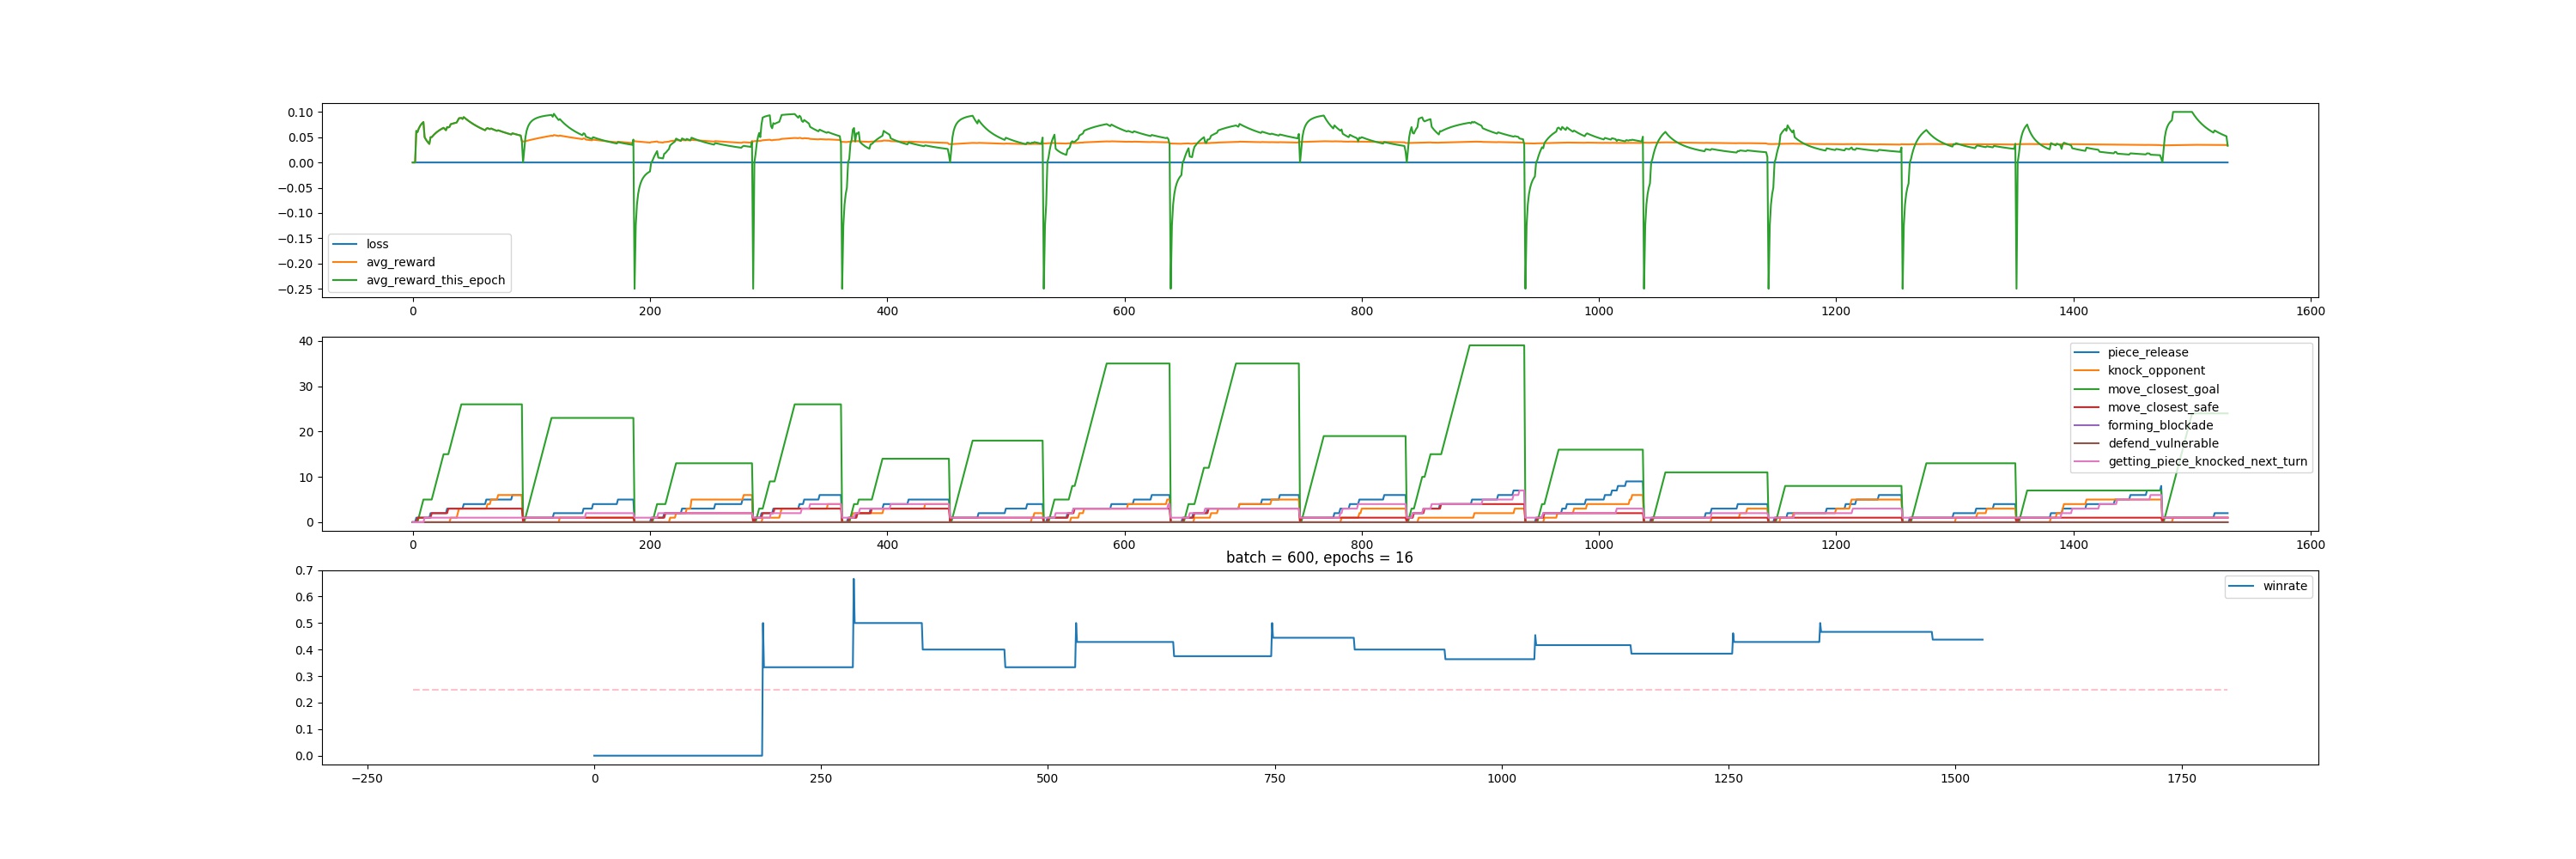 0.10
0.05
0.00
−0.05
−0.10
−0.15
−0.20
−0.25
loss
avg_reward
avg_reward_this_epoch
0 200 400 600 800 1000 1200 1400 1600
40
30
20
10
0
piece_release
knock_opponent
move_closest_goal
move_closest_safe
forming_blockade
defend_vulnerable
getting_piece_knocked_next_turn
0 200 400 600 800 1000 1200 1400 1600
batch = 600, epochs = 16
0.7
0.6
0.5
0.4
0.3
0.2
0.1
0.0
winrate
−250 0 250 500 750 1000 1250 1500 1750